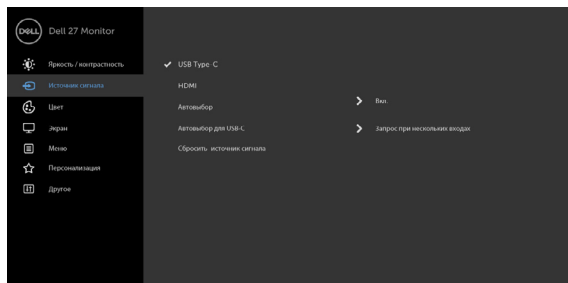 DELL
Dell 27 Monitor
Яркость / контрастность
USB Type-C
Источник сигнала
HDMI
Цвет
Автовыбор
Вкл.
Экран
Автовыбор для USB-C
Запрос при нескольких входах
Меню
Сбросить источник сигнала
Персонализация
Другое